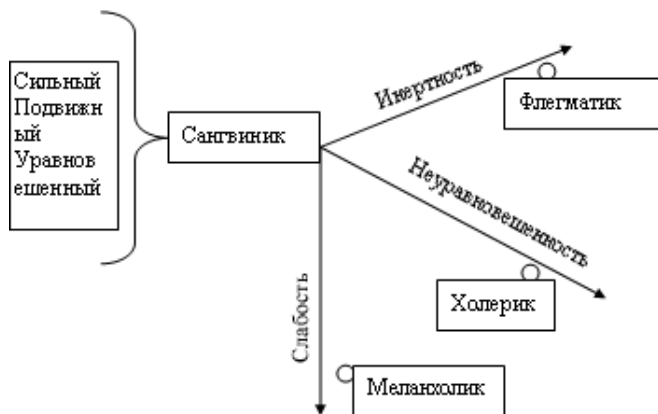 Сильный
Подвижн
ый
Уравнов
ешенный
Сангвиник
Инертность
Флегматик
Неуравновешенность
Холерик
Слабость
Меланхолик